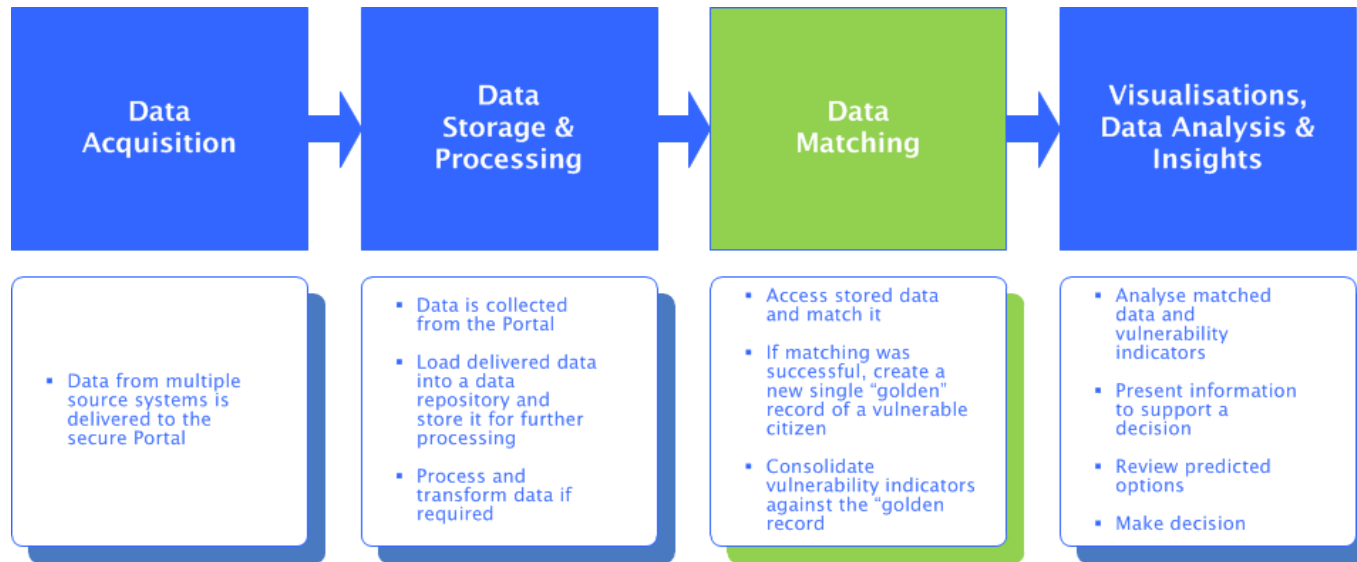 Data
Acquisition
Data
Storage &
Processing
Data
Matching
Visualisations,
Data Analysis &
Insights
▪ Data from multiple
source systems is
delivered to the
secure Portal
▪ Data is collected
from the Portal
▪ Load delivered data
into a data
repository and
store it for further
processing
▪ Process and
transform data if
required
▪ Access stored data
and match it
▪ If matching was
successful, create a
new single “golden”
record of a vulnerable
citizen
▪ Consolidate
vulnerability indicators
against the “golden
record
▪ Analyse matched
data and
vulnerability
indicators
▪ Present information
to support a
decision
▪ Review predicted
options
▪ Make decision